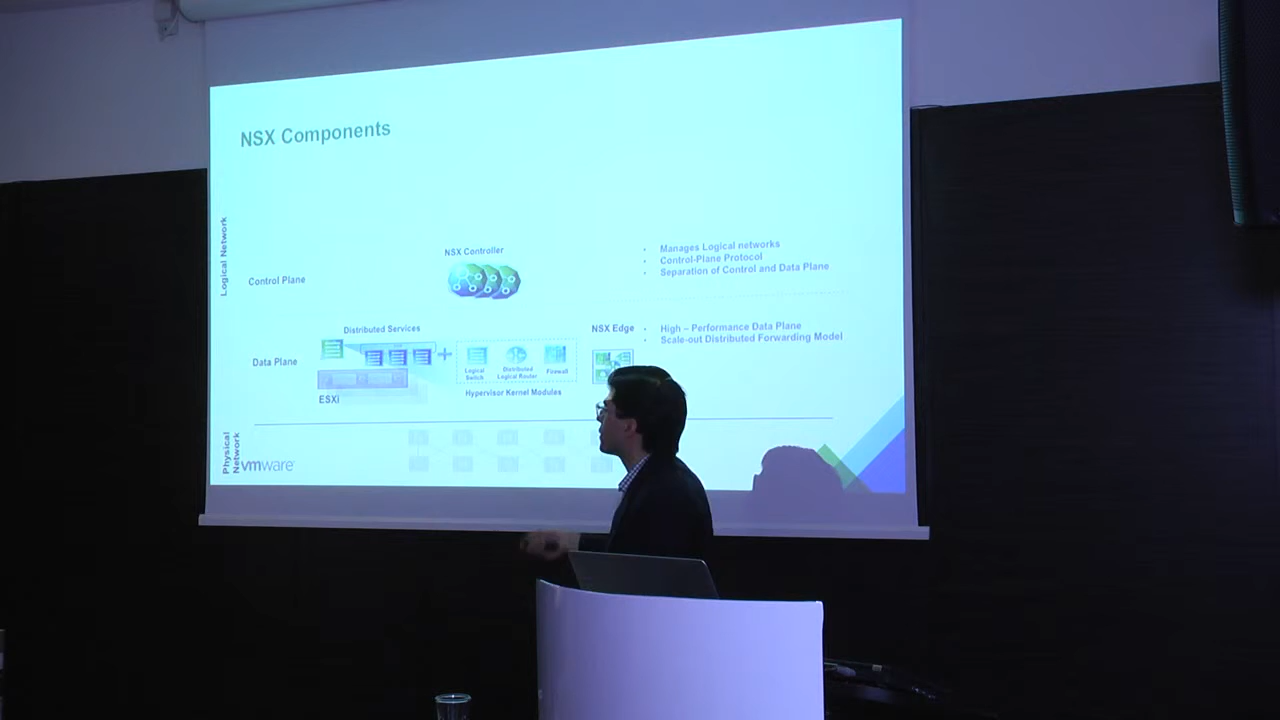 NSX Components
Logical Network
NSX Controller
Control Plane
Manages Logical networks
Control-Plane Protocol
Separation of Control and Data Plane
Distributed Services
NSX Edge
High – Performance Data Plane
Scale-out Distributed Forwarding Model
Data Plane
Logical
Switch
Distributed
Logical Router
Firewall
ESXi
Hypervisor Kernel Modules
Physical
Network
vmware